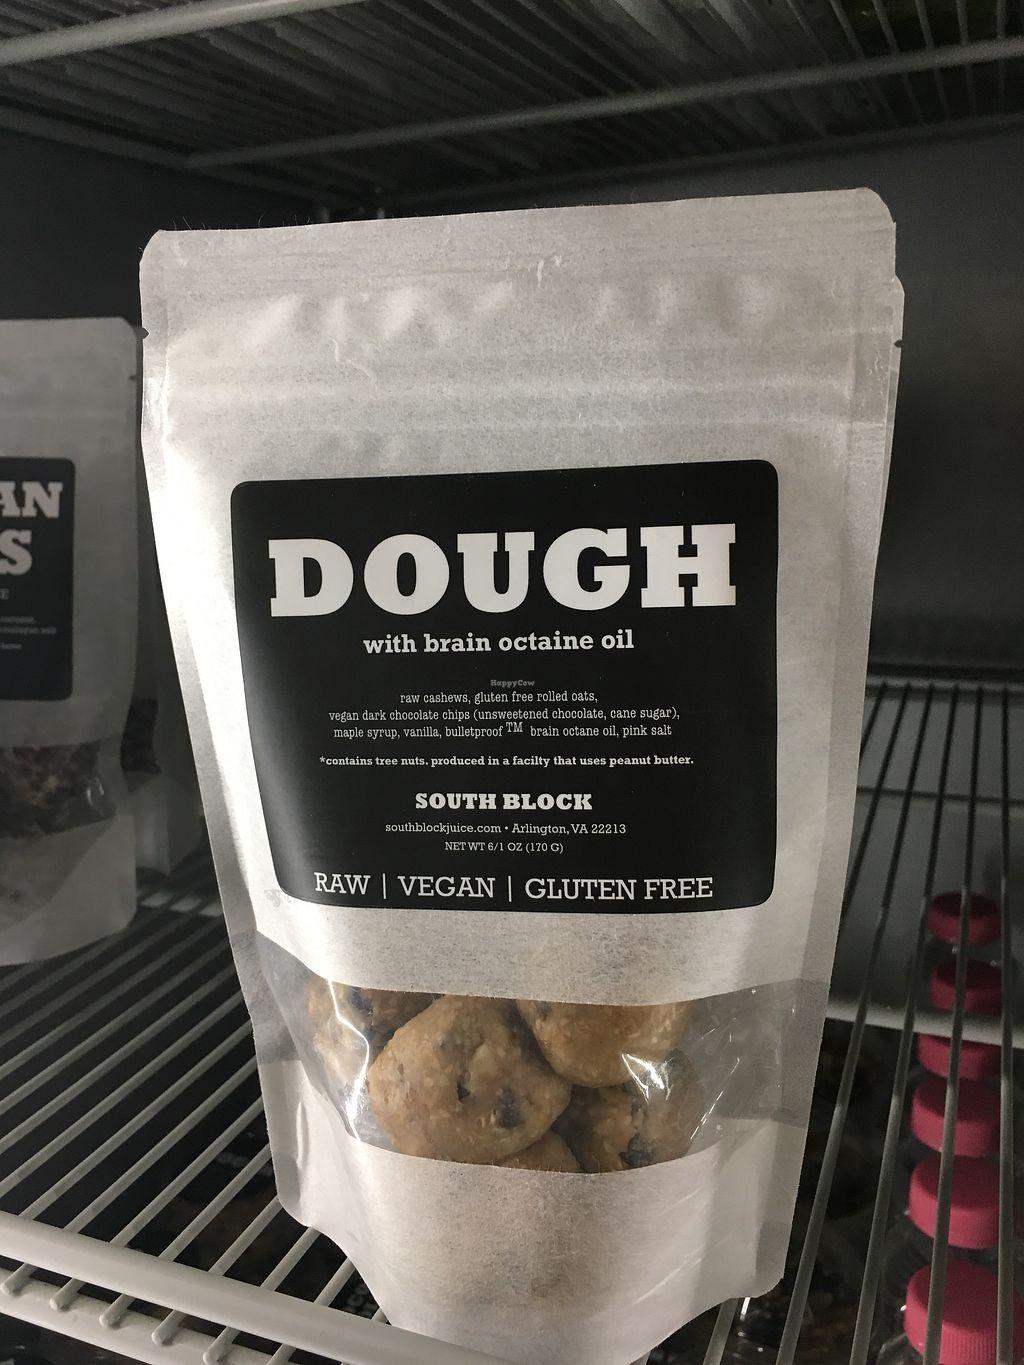 DOUGH
with brain octaine oil
HappyCow
raw cashews, gluten free rolled oats,
vegan dark chocolate chips (unsweetened chocolate, cane sugar),
maple syrup, vanilla, bulletproof ™ brain octane oil, pink salt
*contains tree nuts. produced in a facilty that uses peanut butter.
SOUTH BLOCK
southblockjuice.com • Arlington, VA 22213
NET WT 6/1 OZ (170 G)
RAW | VEGAN | GLUTEN FREE
AN
S